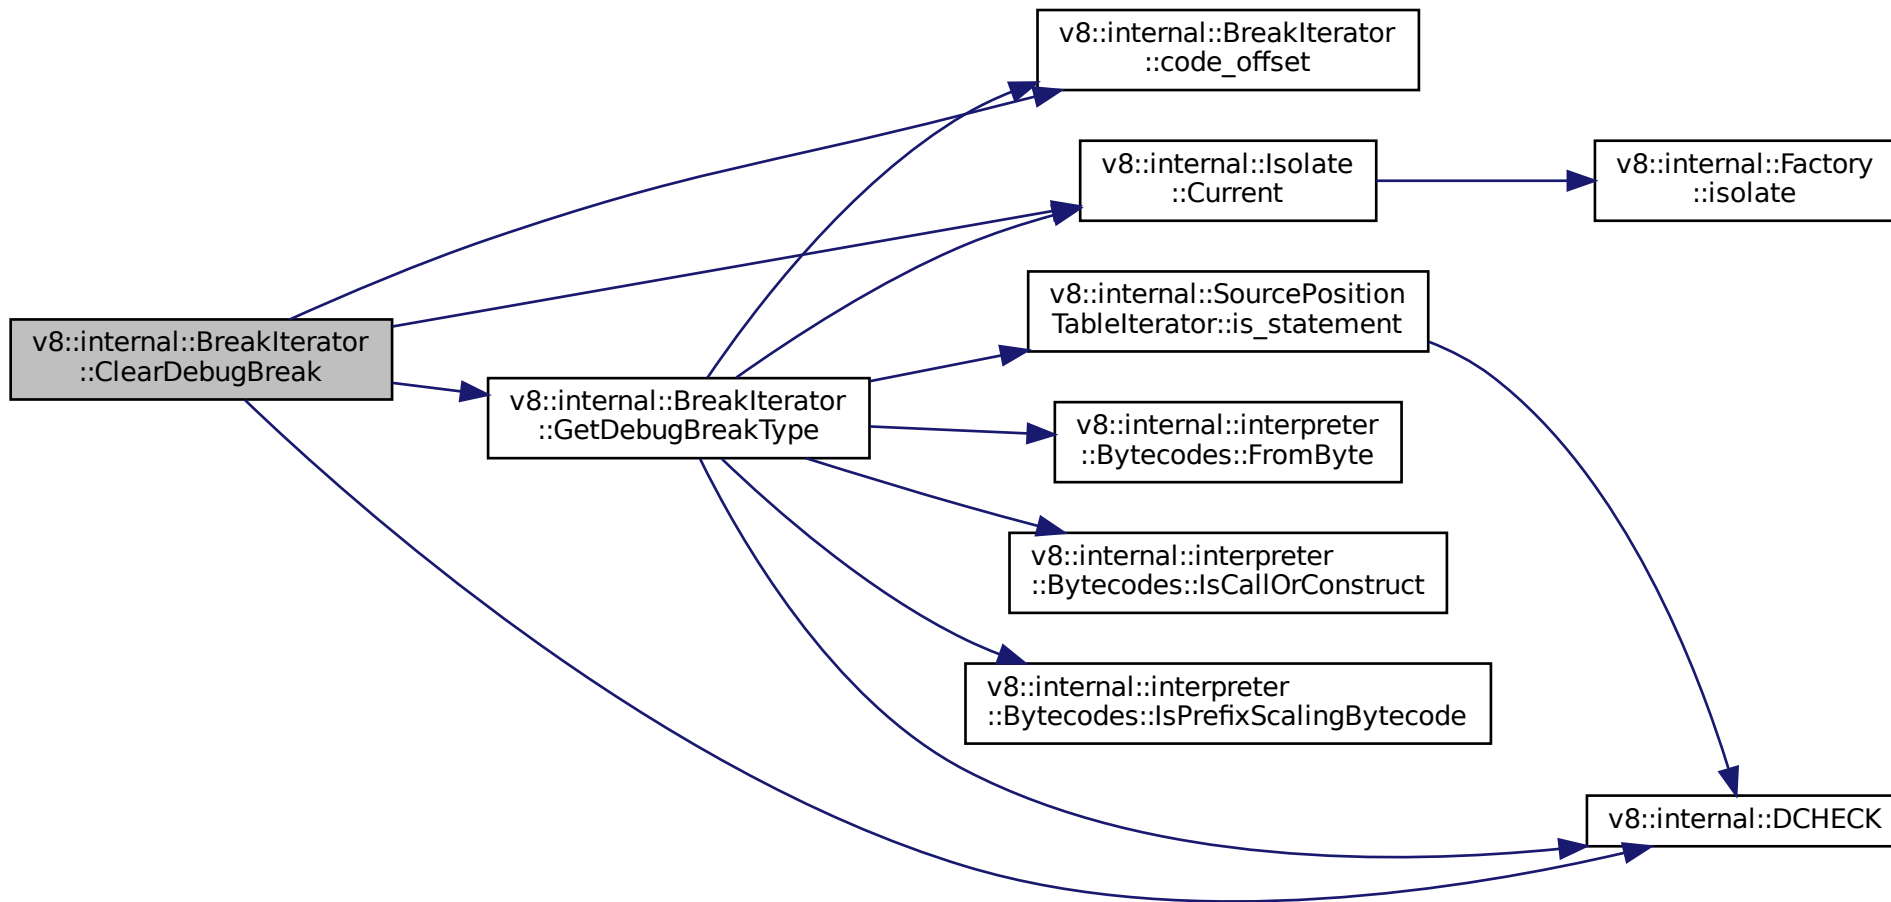 v8::internal::BreakIterator
::code_offset
v8::internal::Isolate
::Current
v8::internal::Factory
::isolate
v8::internal::SourcePosition
TableIterator::is_statement
v8::internal::BreakIterator
::ClearDebugBreak
v8::internal::BreakIterator
::GetDebugBreakType
v8::internal::interpreter
::Bytecodes::FromByte
v8::internal::interpreter
::Bytecodes::IsCallOrConstruct
v8::internal::interpreter
::Bytecodes::IsPrefixScalingBytecode
v8::internal::DCHECK